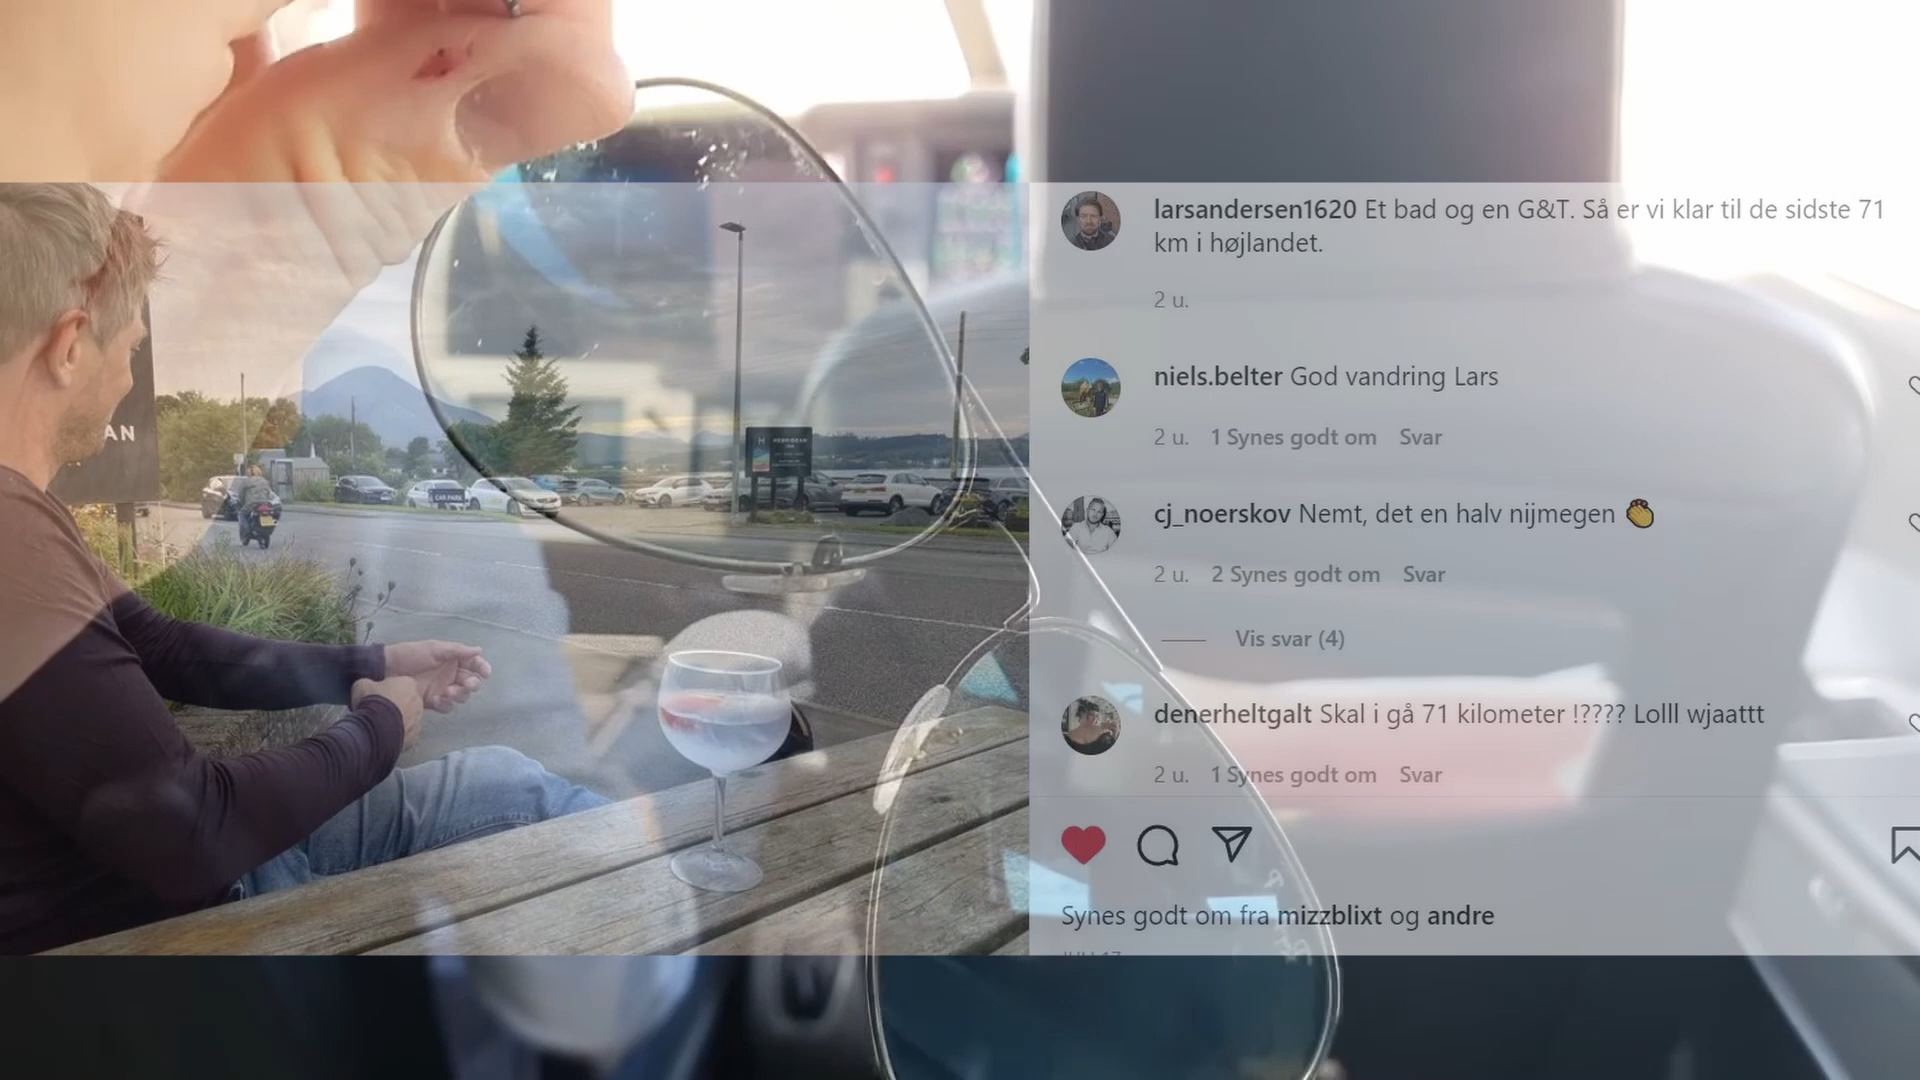 AN
CAR PARK
HEBRIDEAN
larsandersen1620 Et bad og en G&T. Så er vi klar til de sidste 71
km i højlandet.
2 u.
niels.belter God vandring Lars
2 u. 1 Synes godt om Svar
cj_noerskov Nemt, det en halv nijmegen 👏
2 u. 2 Synes godt om Svar
Vis svar (4)
denerheltgalt Skal i gå 71 kilometer !???? Lolll wjaattt
2 u. 1 Synes godt om Svar
Synes godt om fra mizzblixt og andre